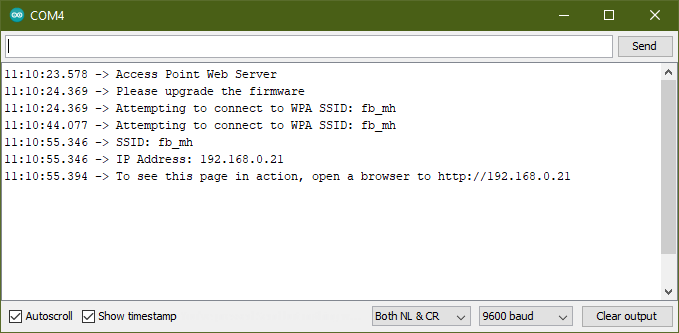 COM4
Send
11:10:23.578 -> Access Point Web Server
11:10:24.369 -> Please upgrade the firmware
11:10:24.369 -> Attempting to connect to WPA SSID: fb_mh
11:10:44.077 -> Attempting to connect to WPA SSID: fb_mh
11:10:55.346 -> SSID: fb_mh
11:10:55.346 -> IP Address: 192.168.0.21
11:10:55.394 -> To see this page in action, open a browser to http://192.168.0.21
Autoscroll Show timestamp Both NL & CR 9600 baud Clear output